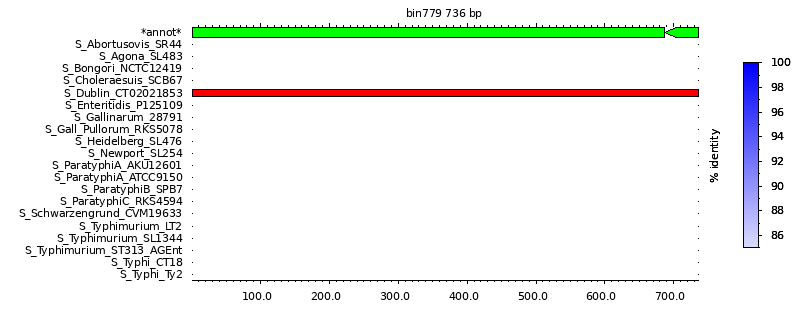 bin779 736 bp
*annot*
S_Abortusovis_SR44
S_Agona_SL483
S_Bongori_NCTC12419
S_Choleraesuis_SCB67
S_Dublin_CT02021853
S_Enteritidis_P125109
S_Gallinarum_28791
S_Gall_Pullorum_RKS5078
S_Heidelberg_SL476
S_Newport_SL254
S_ParatyphiA_AKU12601
S_ParatyphiA_ATCC9150
S_ParatyphiB_SPB7
S_ParatyphiC_RKS4594
S_Schwarzengrund_CVM19633
S_Typhimurium_LT2
S_Typhimurium_SL1344
S_Typhimurium_ST313_AGEnt
S_Typhi_CT18
S_Typhi_Ty2
100.0 200.0 300.0 400.0 500.0 600.0 700.0
% identity
100
98
96
94
92
90
88
86